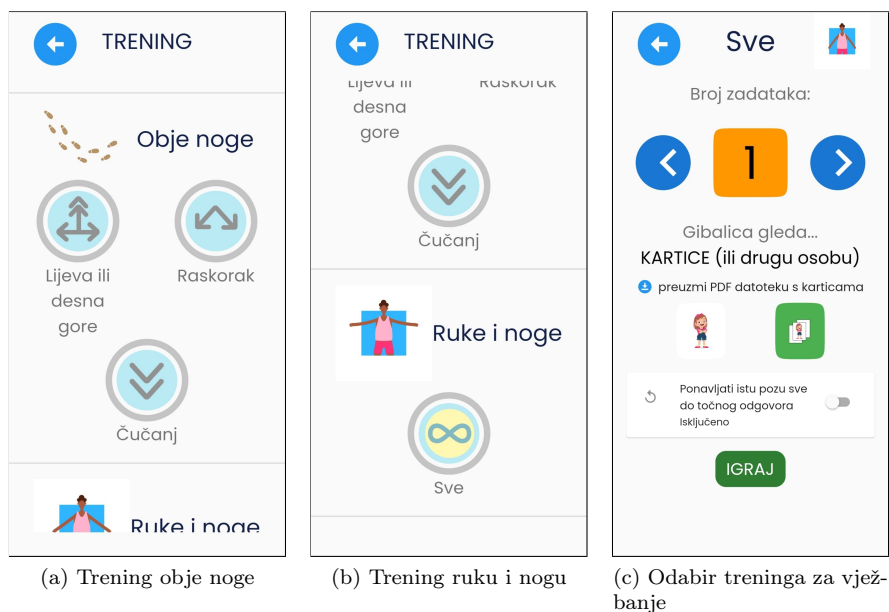 TRENING
Obje noge
Lijeva ili
desna
gore
Raskorak
Čučanj
Ruke i noge
(a) Trening obje noge
TRENING
Lijeva ili
desna
gore
Raskorak
Čučanj
Ruke i noge
Sve
(b) Trening ruku i nogu
Sve
Broj zadataka:
1
Gibalica gleda...
KARTICE (ili drugu osobu)
preuzmi PDF datoteku s karticama
Ponavljati istu pozu sve
do točnog odgovora
Isključeno
IGRAJ
(c) Odabir treninga za vjež-
banje